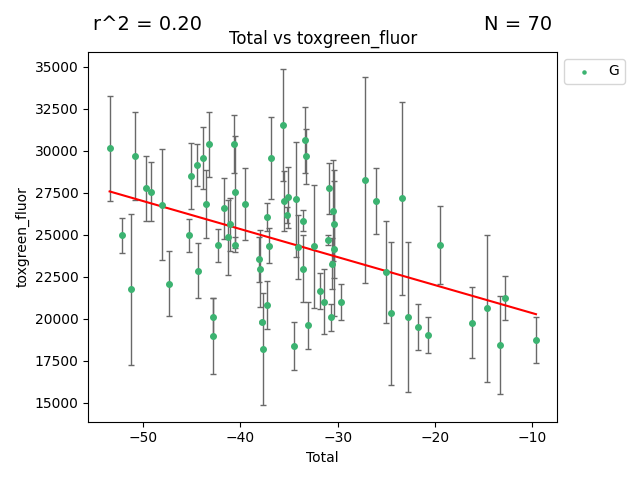 r^2 = 0.20
N = 70
Total vs toxgreen_fluor
G
35000
32500
30000
27500
25000
22500
20000
17500
15000
toxgreen_fluor
−50
−40
−30
−20
−10
Total